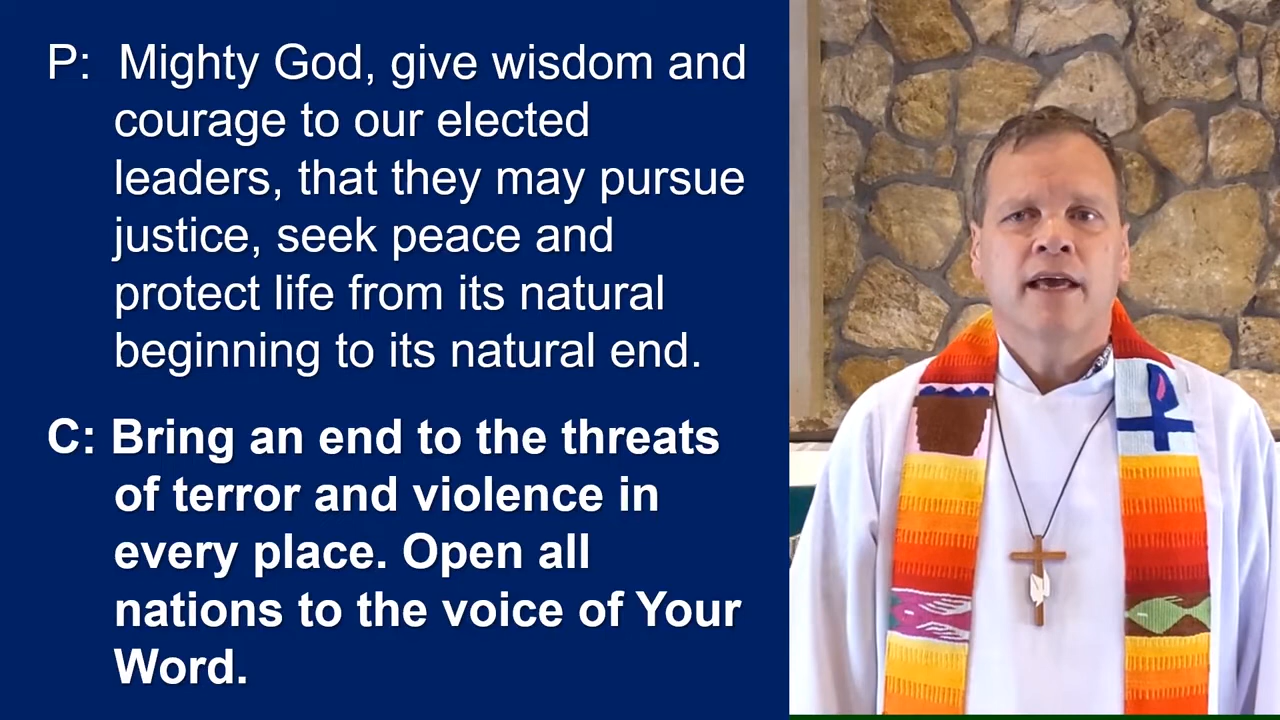 P: Mighty God, give wisdom and
courage to our elected
leaders, that they may pursue
justice, seek peace and
protect life from its natural
beginning to its natural end.
C: Bring an end to the threats
of terror and violence in
every place. Open all
nations to the voice of Your
Word.